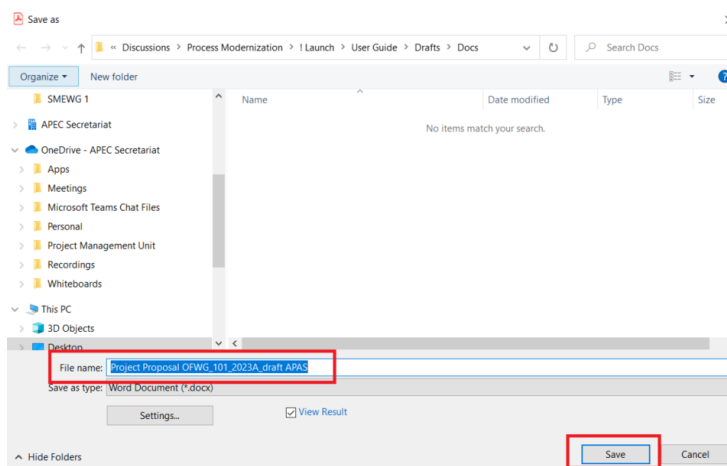 Save as
« Discussions > Process Modernization > ! Launch > User Guide > Drafts > Docs
Search Docs
Organize
New folder
Name
Date modified
Type
Size
SMEWG 1
No items match your search.
APEC Secretariat
OneDrive - APEC Secretariat
Apps
Meetings
Microsoft Teams Chat Files
Personal
Project Management Unit
Recordings
Whiteboards
This PC
3D Objects
Desktop
File name: Project Proposal OFWG_101_2023A_draft APAS
Save as type: Word Document (*.docx)
Settings...
View Result
Hide Folders
Save
Cancel